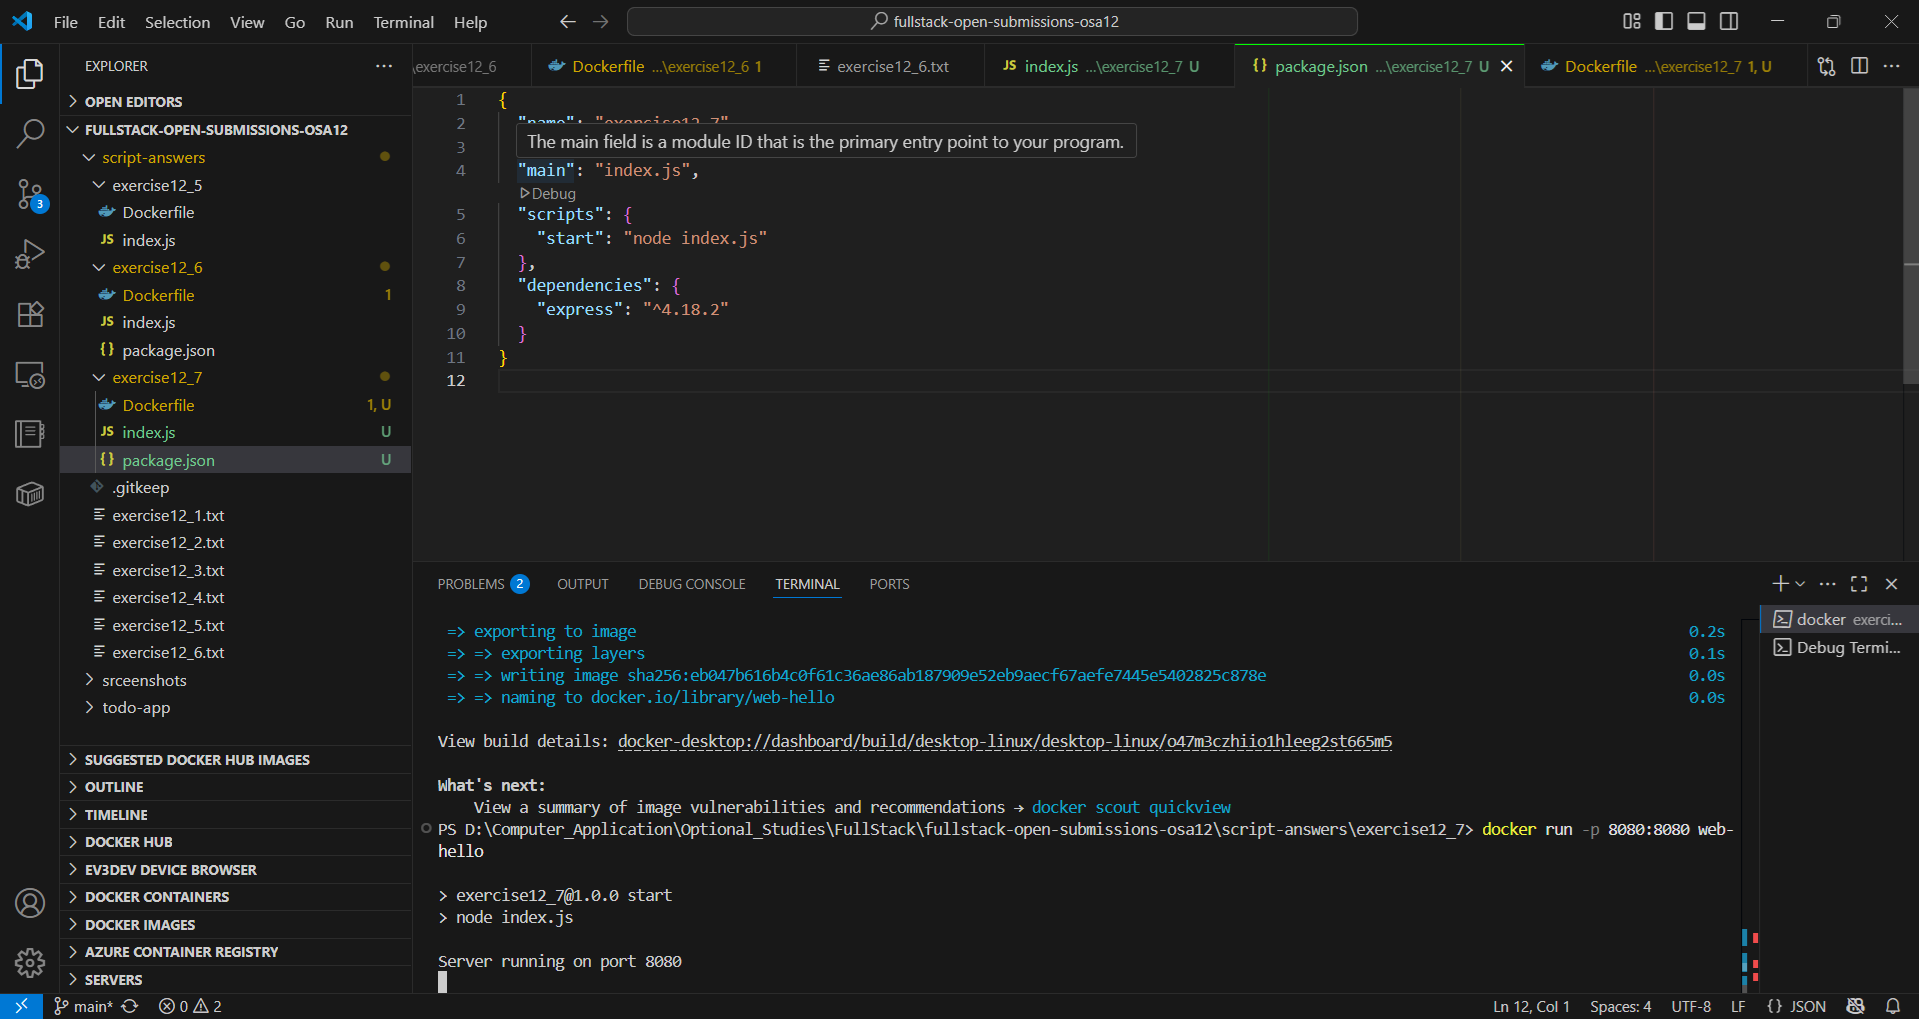 File Edit Selection View Go Run Terminal Help
fullstack-open-submissions-osa12
EXPLORER
OPEN EDITORS
FULLSTACK-OPEN-SUBMISSIONS-OSA12
script-answers
exercise12_5
Dockerfile
JS index.js
exercise12_6
Dockerfile 1
JS index.js
{} package.json
exercise12_7
Dockerfile 1, U
JS index.js U
{} package.json U
.gitkeep
exercise12_1.txt
exercise12_2.txt
exercise12_3.txt
exercise12_4.txt
exercise12_5.txt
exercise12_6.txt
srceenshots
todo-app
SUGGESTED DOCKER HUB IMAGES
OUTLINE
TIMELINE
DOCKER HUB
EV3DEV DEVICE BROWSER
DOCKER CONTAINERS
DOCKER IMAGES
AZURE CONTAINER REGISTRY
SERVERS
3
\exercise12_6 Dockerfile ...\exercise12_6 1 exercise12_6.txt JS index.js ...\exercise12_7 U {} package.json ...\exercise12_7 U Dockerfile ...\exercise12_7 1, U
1 {
2 "name": "exercise12_7"
3 The main field is a module ID that is the primary entry point to your program.
4 "main": "index.js",
Debug
5 "scripts": {
6 "start": "node index.js"
7 },
8 "dependencies": {
9 "express": "^4.18.2"
10 }
11 }
12
PROBLEMS 2 OUTPUT DEBUG CONSOLE TERMINAL PORTS
docker exerci...
Debug Termi...
=> exporting to image 0.2s
=> => exporting layers 0.1s
=> => writing image sha256:eb047b616b4c0f61c36ae86ab187909e52eb9aecf67aefe7445e5402825c878e 0.0s
=> => naming to docker.io/library/web-hello 0.0s
View build details: docker-desktop://dashboard/build/desktop-linux/desktop-linux/o47m3czhiio1hleeg2st665m5
What's next:
View a summary of image vulnerabilities and recommendations → docker scout quickview
PS D:\Computer_Application\Optional_Studies\FullStack\fullstack-open-submissions-osa12\script-answers\exercise12_7> docker run -p 8080:8080 web-
hello
> exercise12_7@1.0.0 start
> node index.js
Server running on port 8080
main* 0 2 Ln 12, Col 1 Spaces: 4 UTF-8 LF {} JSON